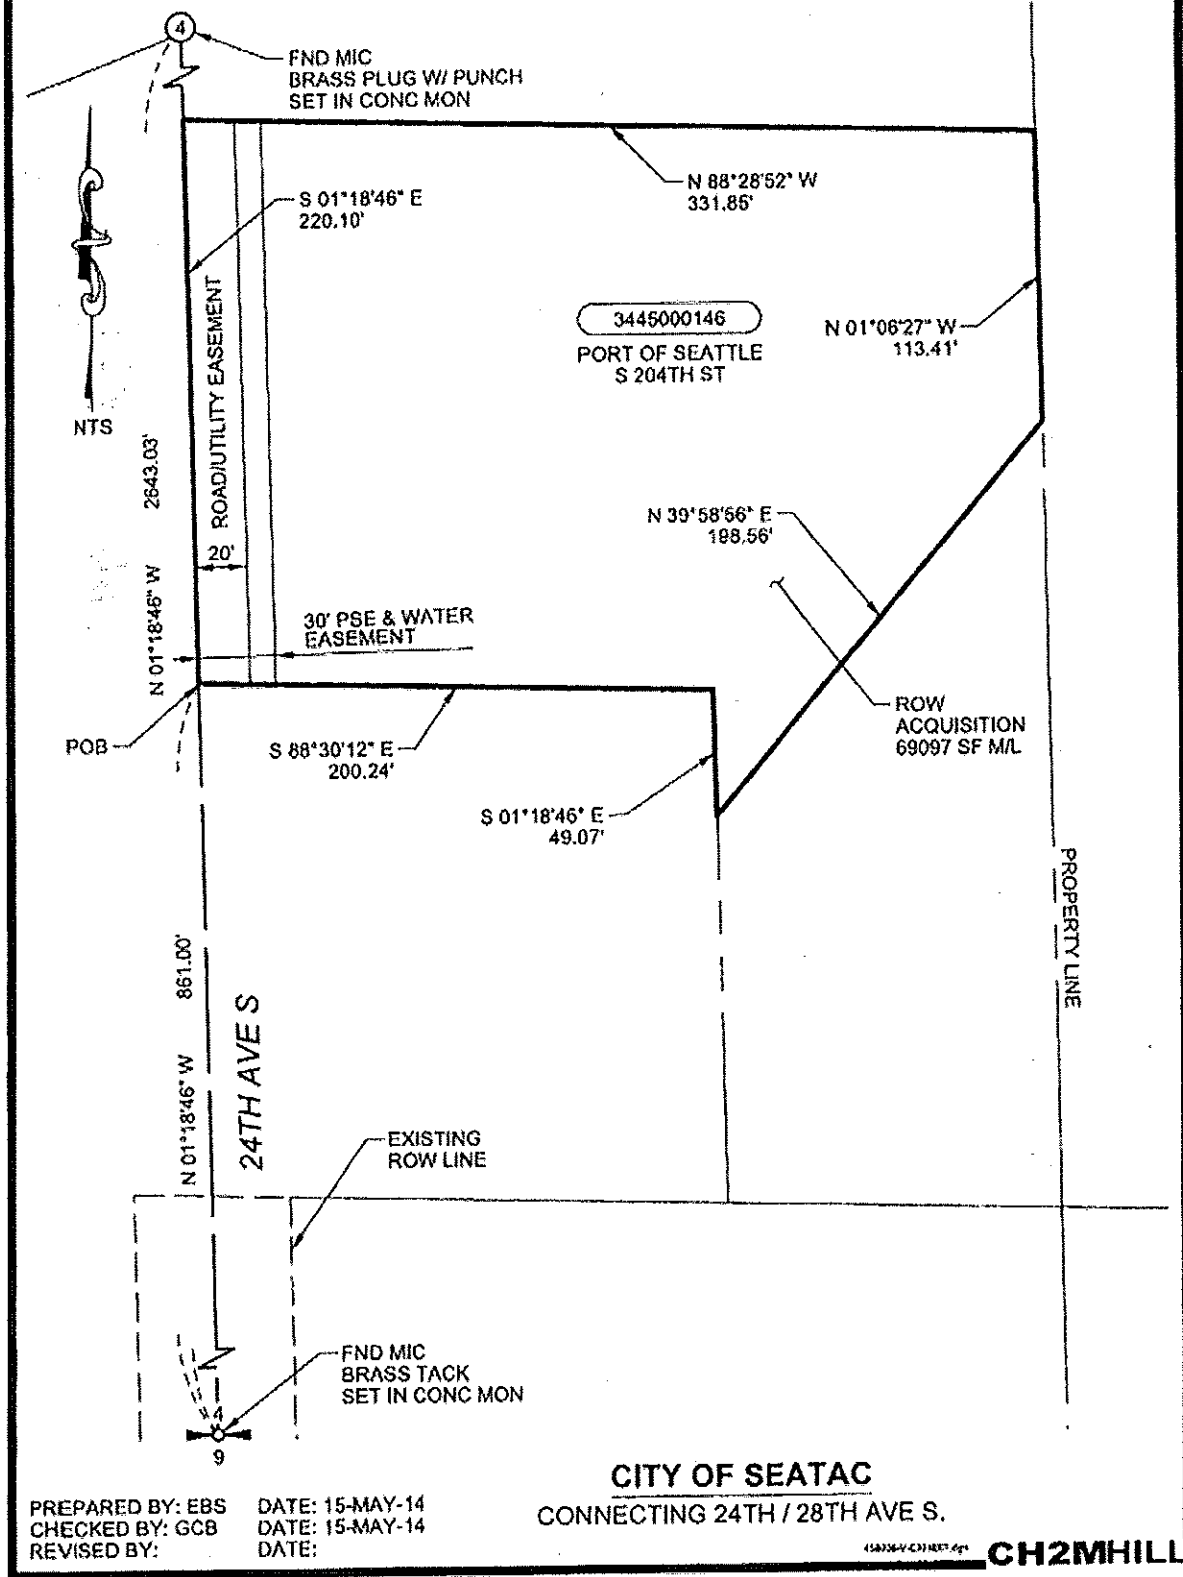 4
FND MIC
BRASS PLUG W/ PUNCH
SET IN CONC MON
N 88°28'52" W
331.85'
S 01°18'46" E
220.10'
3445000146
PORT OF SEATTLE
S 204TH ST
N 01°06'27" W
113.41'
NTS
ROAD/UTILITY EASEMENT
2643.03'
N 01°18'46" W
20'
N 39°58'56" E
198.56'
30' PSE & WATER
EASEMENT
ROW
ACQUISITION
69097 SF M/L
POB
S 88°30'12" E
200.24'
S 01°18'46" E
49.07'
PROPERTY LINE
861.00'
N 01°18'46" W
24TH AVE S
EXISTING
ROW LINE
FND MIC
BRASS TACK
SET IN CONC MON
4
9
CITY OF SEATAC
CONNECTING 24TH / 28TH AVE S.
PREPARED BY: EBS DATE: 15-MAY-14
CHECKED BY: GCB DATE: 15-MAY-14
REVISED BY: DATE:
CH2MHILL